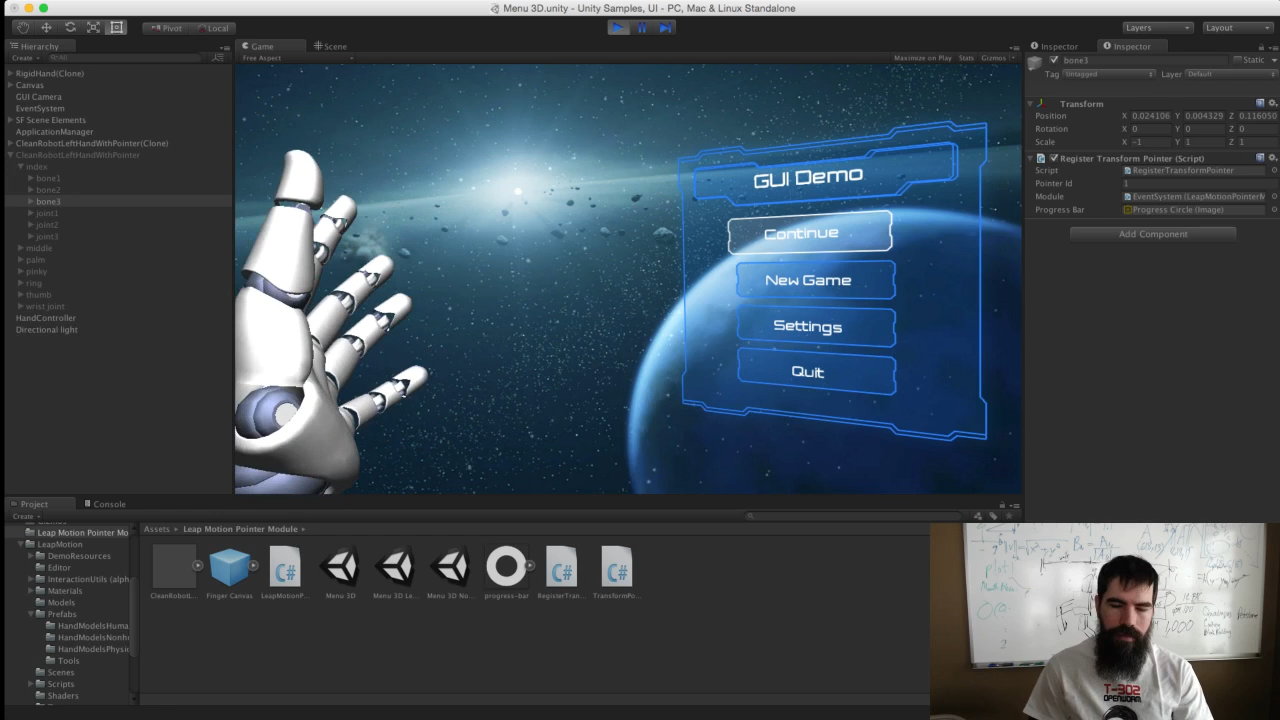 Menu 3D.unity - Unity Samples, UI - PC, Mac & Linux Standalone
Pivot Local Layers Layout
Hierarchy
Create All
RigidHand(Clone)
Canvas
GUI Camera
EventSystem
SF Scene Elements
ApplicationManager
CleanRobotLeftHandWithPointer(Clone)
CleanRobotLeftHandWithPointer
index
bone1
bone2
bone3
joint1
joint2
joint3
middle
palm
pinky
ring
thumb
wrist joint
HandController
Directional light
Game Scene
Free Aspect Maximize on Play Stats Gizmos
GUI Demo
Continue
New Game
Settings
Quit
Inspector Inspector
bone3 Static
Tag Untagged Layer Default
Transform
Position X 0.024106 Y 0.004329 Z 0.116050
Rotation X 0 Y 0 Z 0
Scale X -1 Y 1 Z 1
Register Transform Pointer (Script)
Script RegisterTransformPointer
Pointer Id 1
Module EventSystem (LeapMotionPointerM
Progress Bar Progress Circle (Image)
Add Component
Project Console
Create
Leap Motion Pointer Mo
LeapMotion
DemoResources
Editor
InteractionUtils (alph
Materials
Models
Prefabs
HandModelsHuma
HandModelsNonh
HandModelsPhysic
Tools
Scenes
Scripts
Shaders
Assets Leap Motion Pointer Module
CleanRobotL... Finger Canvas LeapMotionP... Menu 3D Menu 3D Le... Menu 3D No... progress-bar RegisterTran... TransformPo...
1,000
2
T-302
OPENWORM